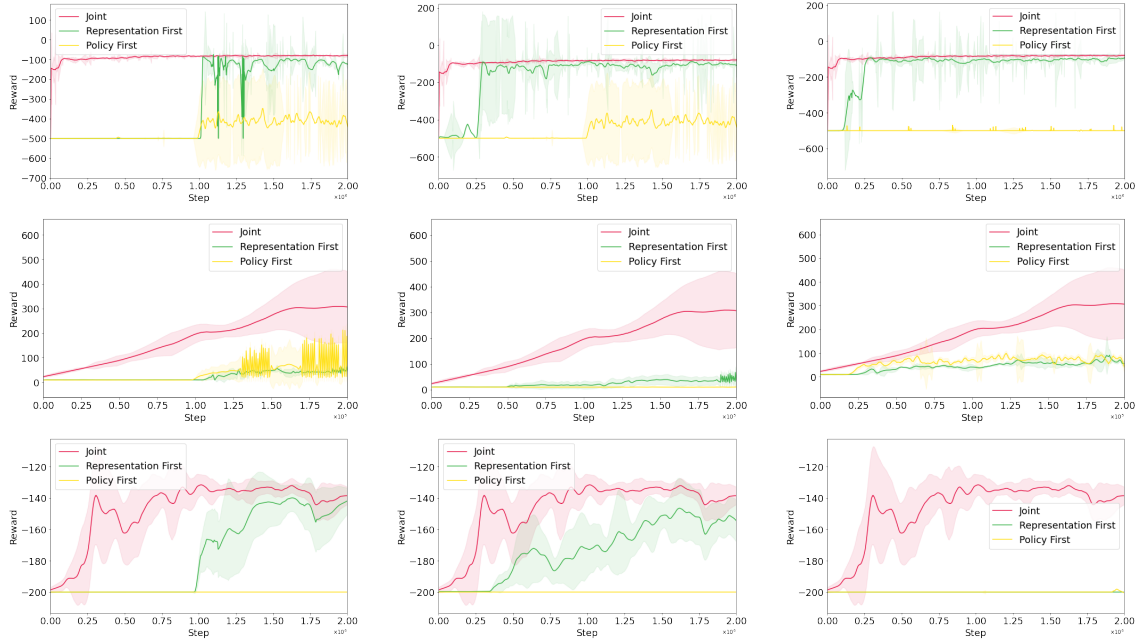 Joint
Representation First
Policy First
Reward
100
0
−100
−200
−300
−400
−500
−600
−700
0.00 0.25 0.50 0.75 1.00 1.25 1.50 1.75 2.00
Step
Joint
Representation First
Policy First
Reward
200
0
−200
−400
−600
0.00 0.25 0.50 0.75 1.00 1.25 1.50 1.75 2.00
Step
Joint
Representation First
Policy First
Reward
200
0
−200
−400
−600
0.00 0.25 0.50 0.75 1.00 1.25 1.50 1.75 2.00
Step
Joint
Representation First
Policy First
Reward
600
500
400
300
200
100
0
0.00 0.25 0.50 0.75 1.00 1.25 1.50 1.75 2.00
Step
Joint
Representation First
Policy First
Reward
600
500
400
300
200
100
0
0.00 0.25 0.50 0.75 1.00 1.25 1.50 1.75 2.00
Step
Joint
Representation First
Policy First
Reward
600
500
400
300
200
100
0
0.00 0.25 0.50 0.75 1.00 1.25 1.50 1.75 2.00
Step
Joint
Representation First
Policy First
Reward
−120
−140
−160
−180
−200
0.00 0.25 0.50 0.75 1.00 1.25 1.50 1.75 2.00
Step
Joint
Representation First
Policy First
Reward
−120
−140
−160
−180
−200
0.00 0.25 0.50 0.75 1.00 1.25 1.50 1.75 2.00
Step
Joint
Representation First
Policy First
Reward
−120
−140
−160
−180
−200
0.00 0.25 0.50 0.75 1.00 1.25 1.50 1.75 2.00
Step